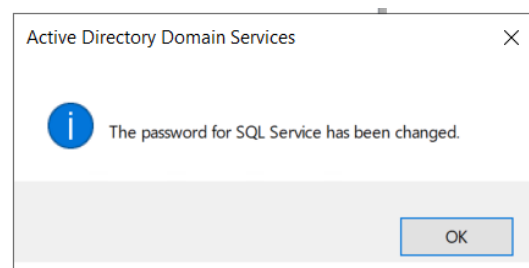 Active Directory Domain Services
The password for SQL Service has been changed.
OK